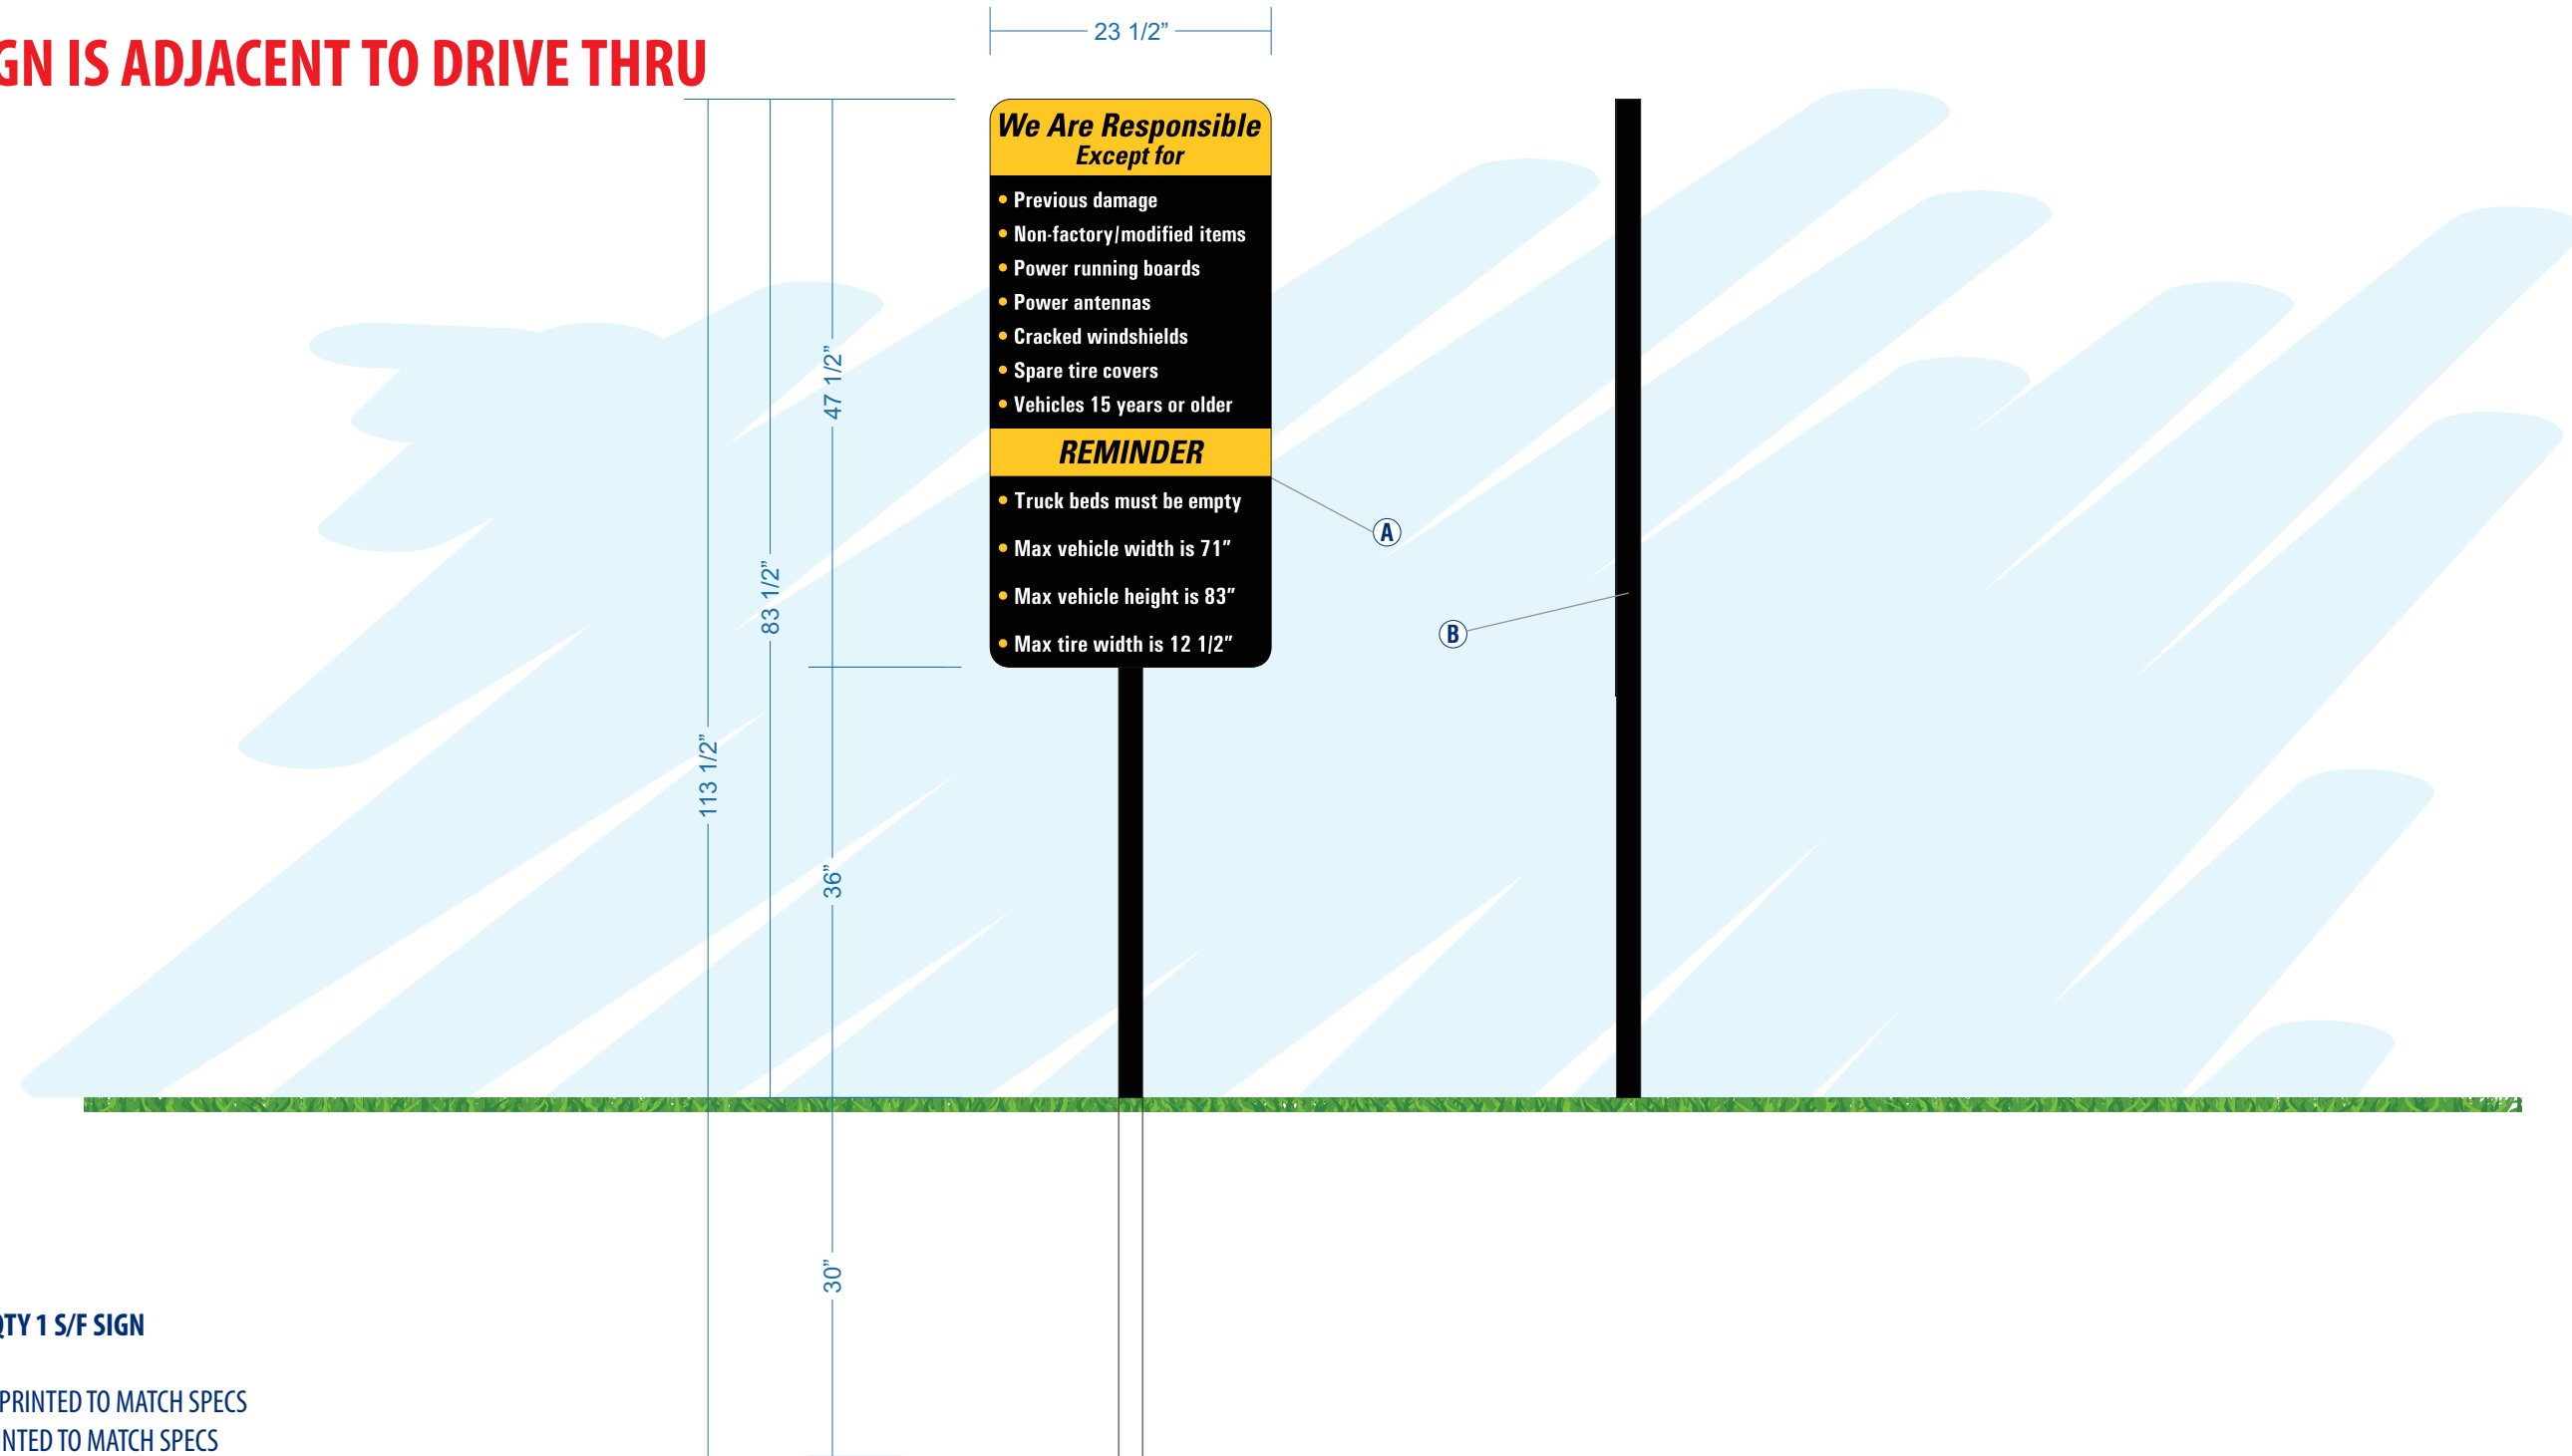 GN IS ADJACENT TO DRIVE THRU
23 1/2”
We Are Responsible
Except for
• Previous damage
• Non-factory/modified items
• Power running boards
• Power antennas
• Cracked windshields
• Spare tire covers
• Vehicles 15 years or older
REMINDER
• Truck beds must be empty
• Max vehicle width is 71”
• Max vehicle height is 83”
• Max tire width is 12 1/2”
47 1/2”
83 1/2”
113 1/2”
36”
30”
A
B
QTY 1 S/F SIGN
PRINTED TO MATCH SPECS
NTED TO MATCH SPECS